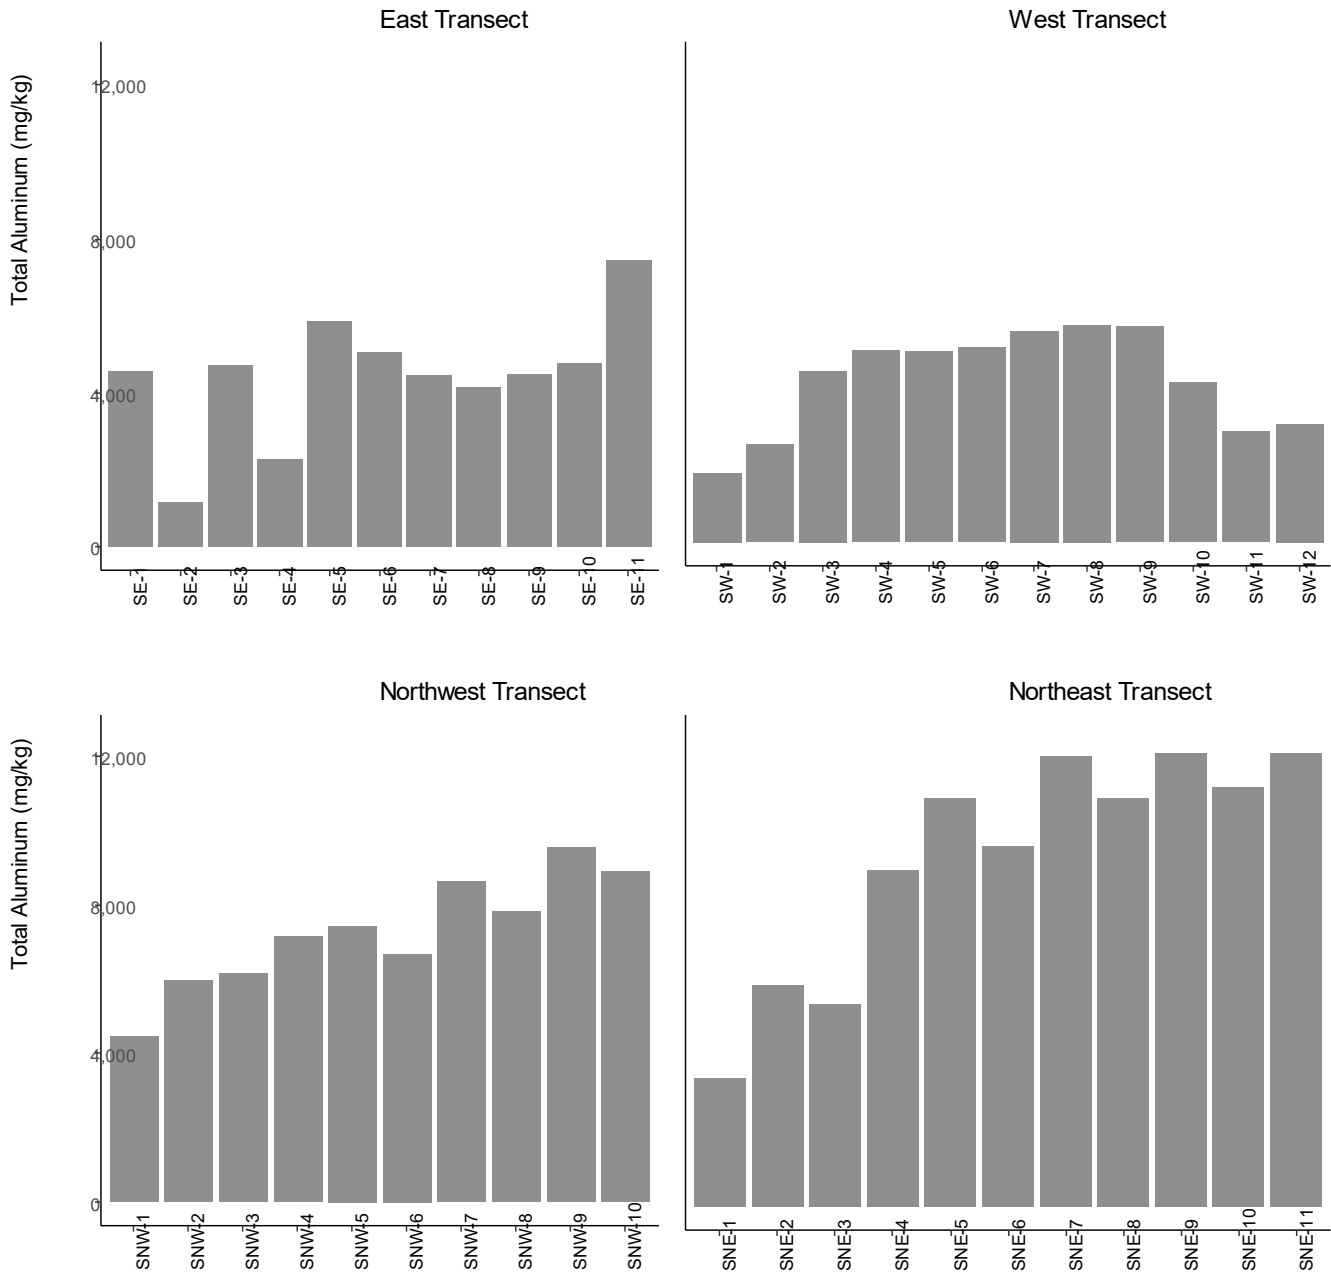 East Transect
West Transect
Total Aluminum (mg/kg)
12,000
8,000
4,000
0
SE-1 SE-2 SE-3 SE-4 SE-5 SE-6 SE-7 SE-8 SE-9 SE-10 SE-11
SW-1 SW-2 SW-3 SW-4 SW-5 SW-6 SW-7 SW-8 SW-9 SW-10 SW-11 SW-12
Northwest Transect
Northeast Transect
Total Aluminum (mg/kg)
12,000
8,000
4,000
0
SNW-1 SNW-2 SNW-3 SNW-4 SNW-5 SNW-6 SNW-7 SNW-8 SNW-9 SNW-10
SNE-1 SNE-2 SNE-3 SNE-4 SNE-5 SNE-6 SNE-7 SNE-8 SNE-9 SNE-10 SNE-11